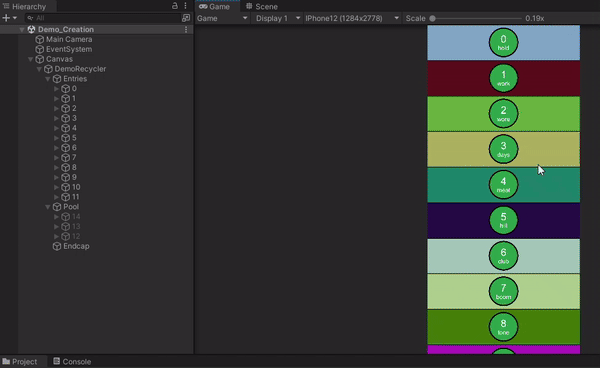 Hierarchy
Game
Scene
+ All
Game
Display 1
IPhone12 (1284x2778)
Scale
0.19x
Demo_Creation
Main Camera
EventSystem
Canvas
DemoRecycler
Entries
0
1
2
3
4
5
6
7
8
9
10
11
Pool
14
13
12
Endcap
0
hold
1
work
2
wore
3
days
4
meat
5
hill
6
club
7
boom
8
tone
Project
Console